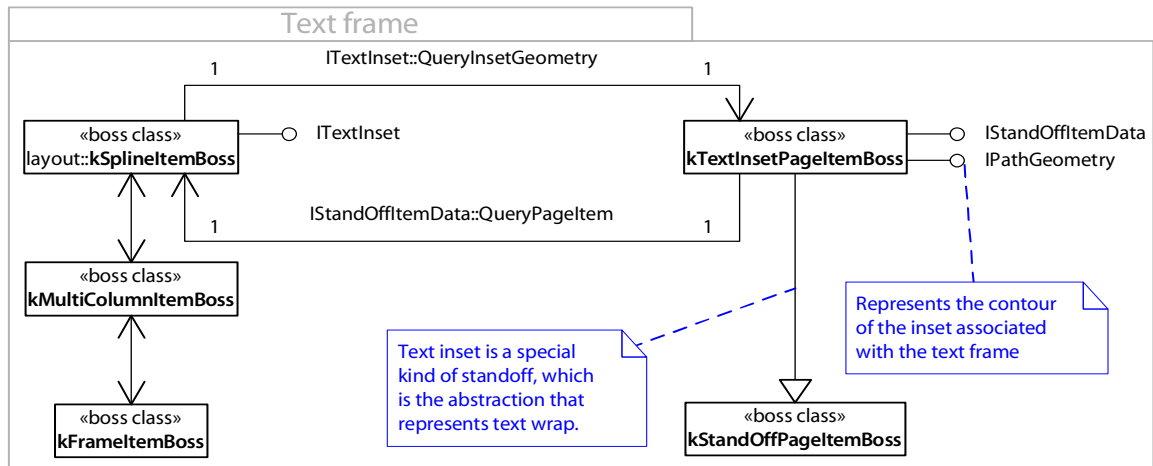 Text frame
ITextInset::QueryInsetGeometry
1
1
«boss class»
layout::kSplineItemBoss
ITextInset
«boss class»
kTextInsetPageItemBoss
IStandOffItemData
IPathGeometry
IStandOffItemData::QueryPageItem
1
1
«boss class»
kMultiColumnItemBoss
Represents the contour
of the inset associated
with the text frame
Text inset is a special
kind of standoff, which
is the abstraction that
represents text wrap.
«boss class»
kFrameItemBoss
«boss class»
kStandOffPageItemBoss